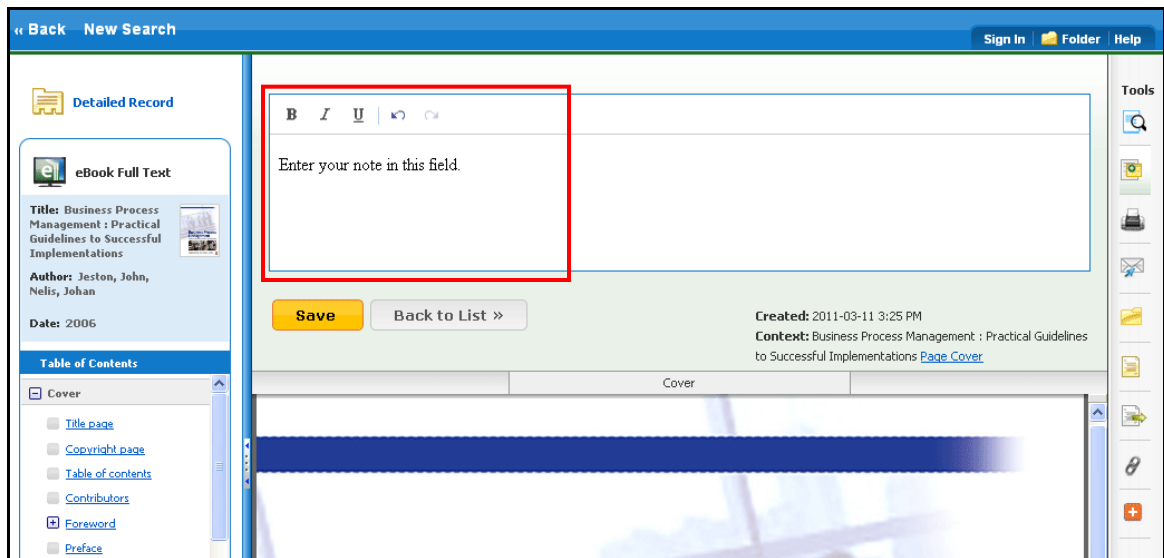 ‹‹ Back New Search
Sign In Folder Help
Detailed Record
eBook Full Text
Title: Business Process
Management : Practical
Guidelines to Successful
Implementations
Author: Jeston, John,
Nelis, Johan
Date: 2006
Table of Contents
Cover
Title page
Copyright page
Table of contents
Contributors
Foreword
Preface
B I U
Enter your note in this field.
Save Back to List »
Created: 2011-03-11 3:25 PM
Context: Business Process Management : Practical Guidelines
to Successful Implementations Page Cover
Cover
Tools